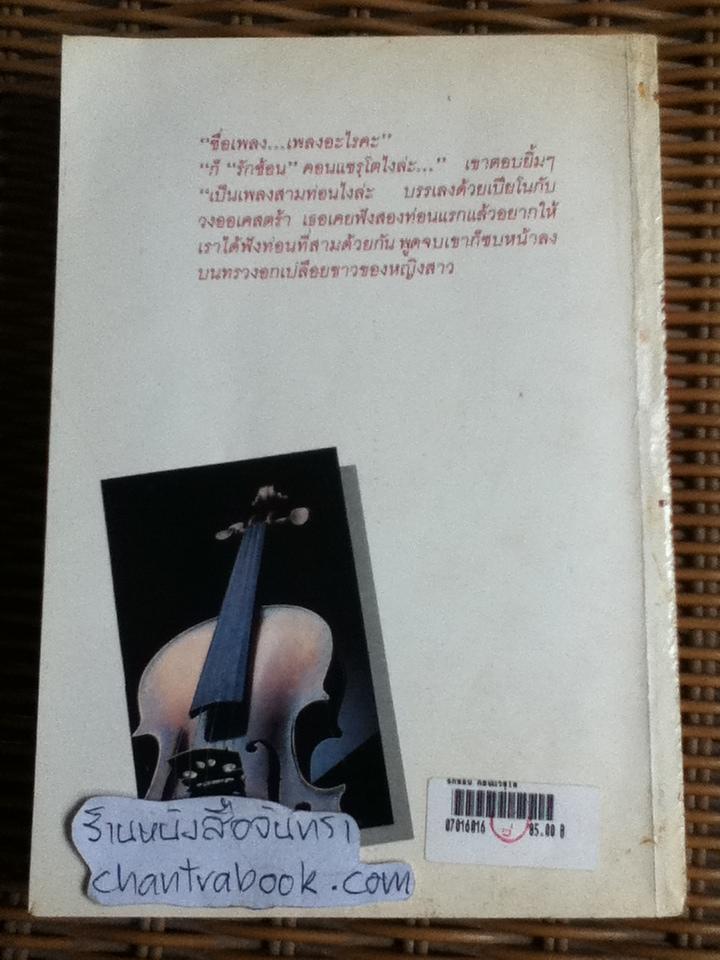 “ชื่อเพลง...เพลงอะไรคะ”
“ก็ “รักซ้อน” คอนแชรุโตไงล่ะ...” เขาตอบยิ้มๆ
“เป็นเพลงสามท่อนไงล่ะ บรรเลงด้วยเปียโนกับ
วงออเคสตร้า เธอเคยฟังสองท่อนแรกแล้วอยากให้
เราได้ฟังท่อนที่สามด้วยกัน พูดจบเขาก็ซบหน้าลง
บนทรวงอกเปลือยขาวของหญิงสาว
ร้านหนังสือจันทรา
chantrabook.com
07016016
85.00 B